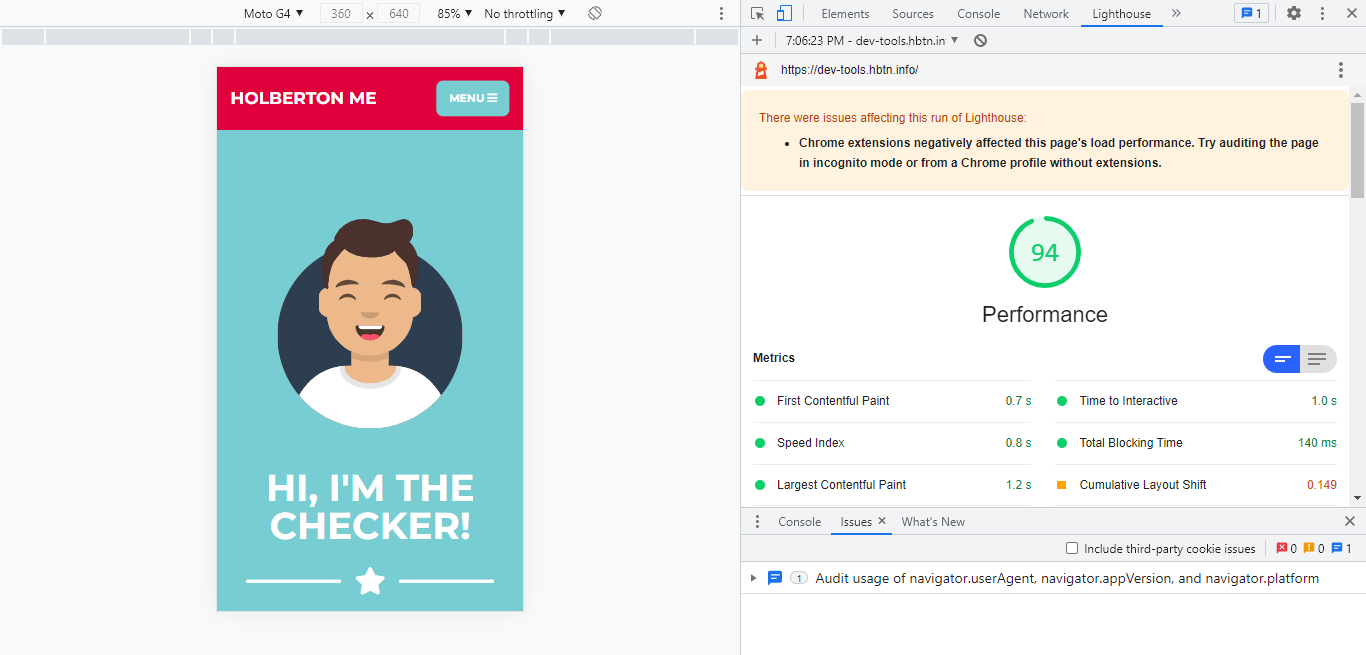 Moto G4 ▼ 360 × 640 85% ▼ No throttling ▼
HOLBERTON ME
MENU
HI, I'M THE
CHECKER!
Elements Sources Console Network Lighthouse » 1
7:06:23 PM - dev-tools.hbtn.in ▼
https://dev-tools.hbtn.info/
There were issues affecting this run of Lighthouse:
• Chrome extensions negatively affected this page's load performance. Try auditing the page
in incognito mode or from a Chrome profile without extensions.
94
Performance
Metrics
First Contentful Paint 0.7 s
Time to Interactive 1.0 s
Speed Index 0.8 s
Total Blocking Time 140 ms
Largest Contentful Paint 1.2 s
Cumulative Layout Shift 0.149
Console Issues × What's New
Include third-party cookie issues 0 0 1
1 Audit usage of navigator.userAgent, navigator.appVersion, and navigator.platform